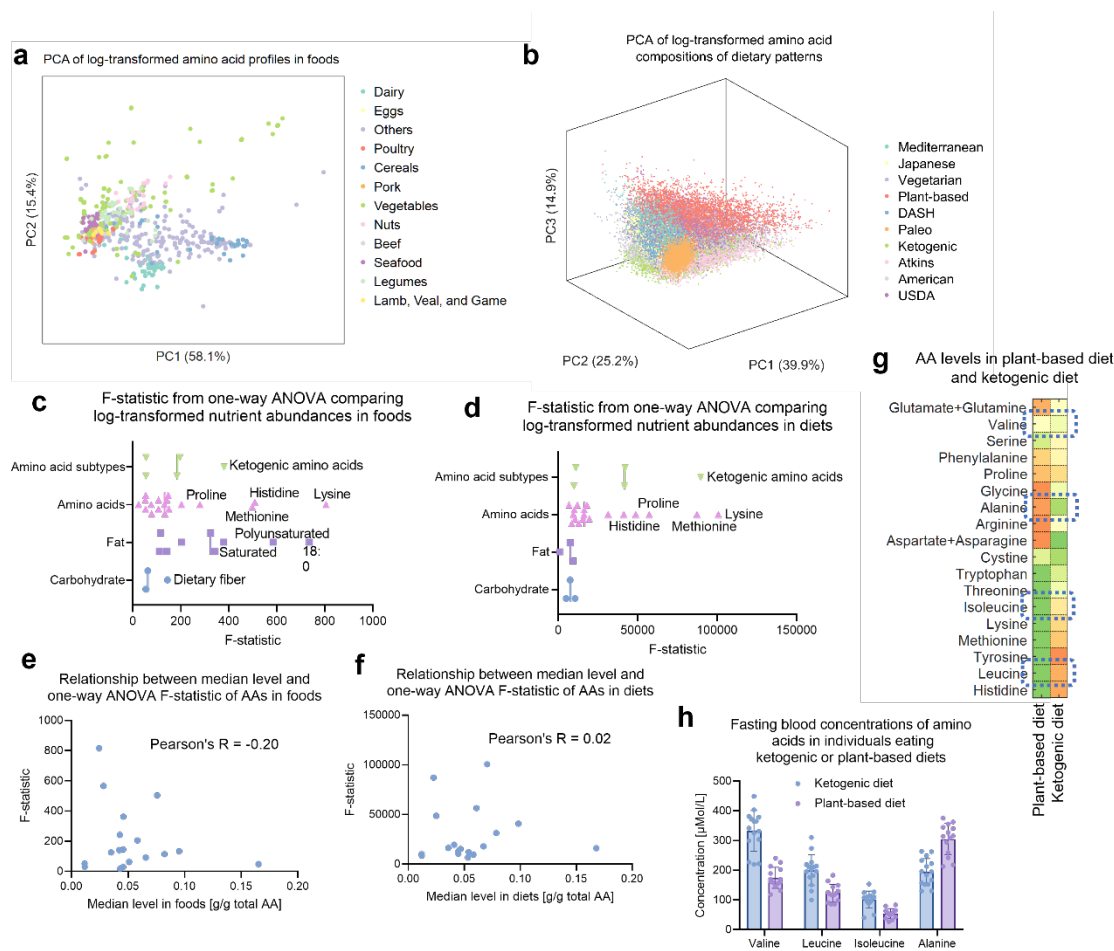 a
PCA of log-transformed amino acid profiles in foods
PC2 (15.4%)
PC1 (58.1%)
Dairy
Eggs
Others
Poultry
Cereals
Pork
Vegetables
Nuts
Beef
Seafood
Legumes
Lamb, Veal, and Game
b
PCA of log-transformed amino acid
compositions of dietary patterns
PC3 (14.9%)
PC2 (25.2%)
PC1 (39.9%)
Mediterranean
Japanese
Vegetarian
Plant-based
DASH
Paleo
Ketogenic
Atkins
American
USDA
c
F-statistic from one-way ANOVA comparing
log-transformed nutrient abundances in foods
Amino acid subtypes
Ketogenic amino acids
Amino acids
Proline
Histidine
Lysine
Methionine
Fat
Polyunsaturated
Saturated
18:
0
Carbohydrate
Dietary fiber
0 200 400 600 800 1000
F-statistic
d
F-statistic from one-way ANOVA comparing
log-transformed nutrient abundances in diets
Amino acid subtypes
Ketogenic amino acids
Amino acids
Proline
Lysine
Histidine
Methionine
Fat
Carbohydrate
0 50000 100000 150000
F-statistic
e
Relationship between median level and
one-way ANOVA F-statistic of AAs in foods
Pearson's R = -0.20
F-statistic
1000
800
600
400
200
0
0.00 0.05 0.10 0.15 0.20
Median level in foods [g/g total AA]
f
Relationship between median level and
one-way ANOVA F-statistic of AAs in diets
Pearson's R = 0.02
F-statistic
150000
100000
50000
0
0.00 0.05 0.10 0.15 0.20
Median level in diets [g/g total AA]
g
AA levels in plant-based diet
and ketogenic diet
Glutamate+Glutamine
Valine
Serine
Phenylalanine
Proline
Glycine
Alanine
Arginine
Aspartate+Asparagine
Cystine
Tryptophan
Threonine
Isoleucine
Lysine
Methionine
Tyrosine
Leucine
Histidine
Plant-based diet
Ketogenic diet
h
Fasting blood concentrations of amino
acids in individuals eating
ketogenic or plant-based diets
Ketogenic diet
Plant-based diet
Concentration [µMol/L]
500
400
300
200
100
0
Valine Leucine Isoleucine Alanine